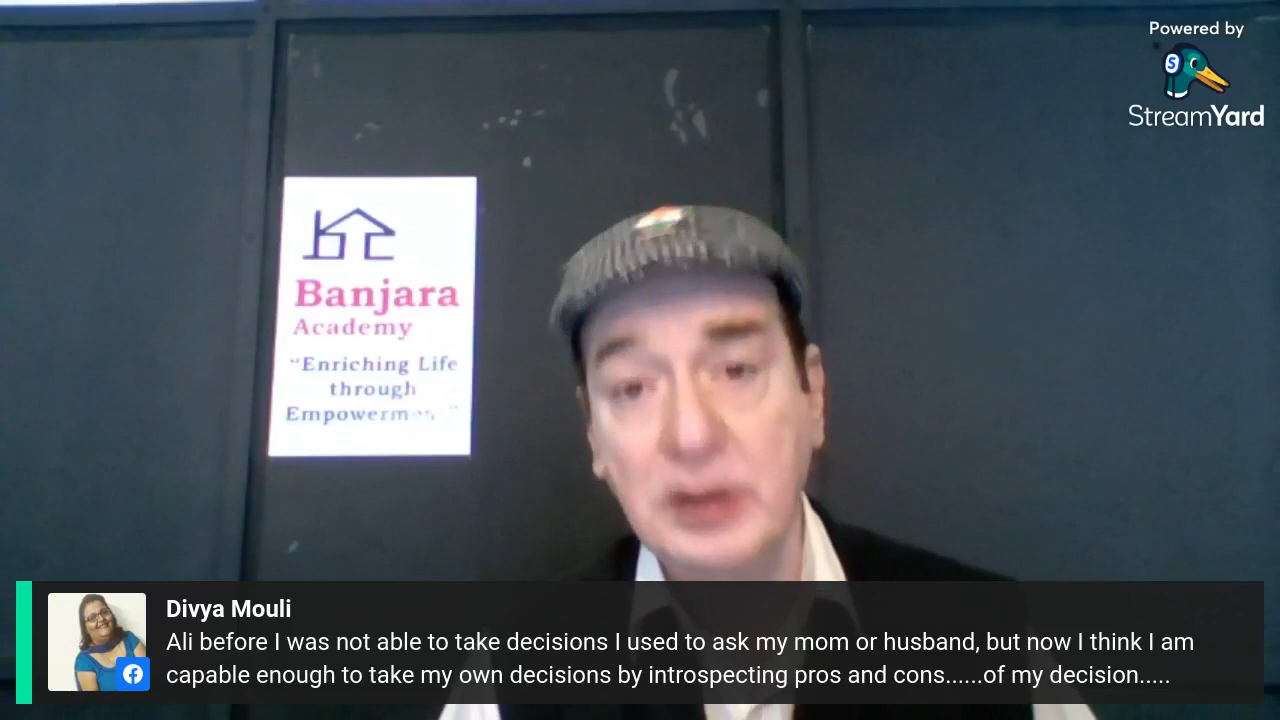 Powered by
StreamYard
Banjara
Academy
"Enriching Life
through
Divya Mouli
Ali before I was not able to take decisions I used to ask my mom or husband, but now I think I am
capable enough to take my own decisions by introspecting pros and cons......of my decision.....